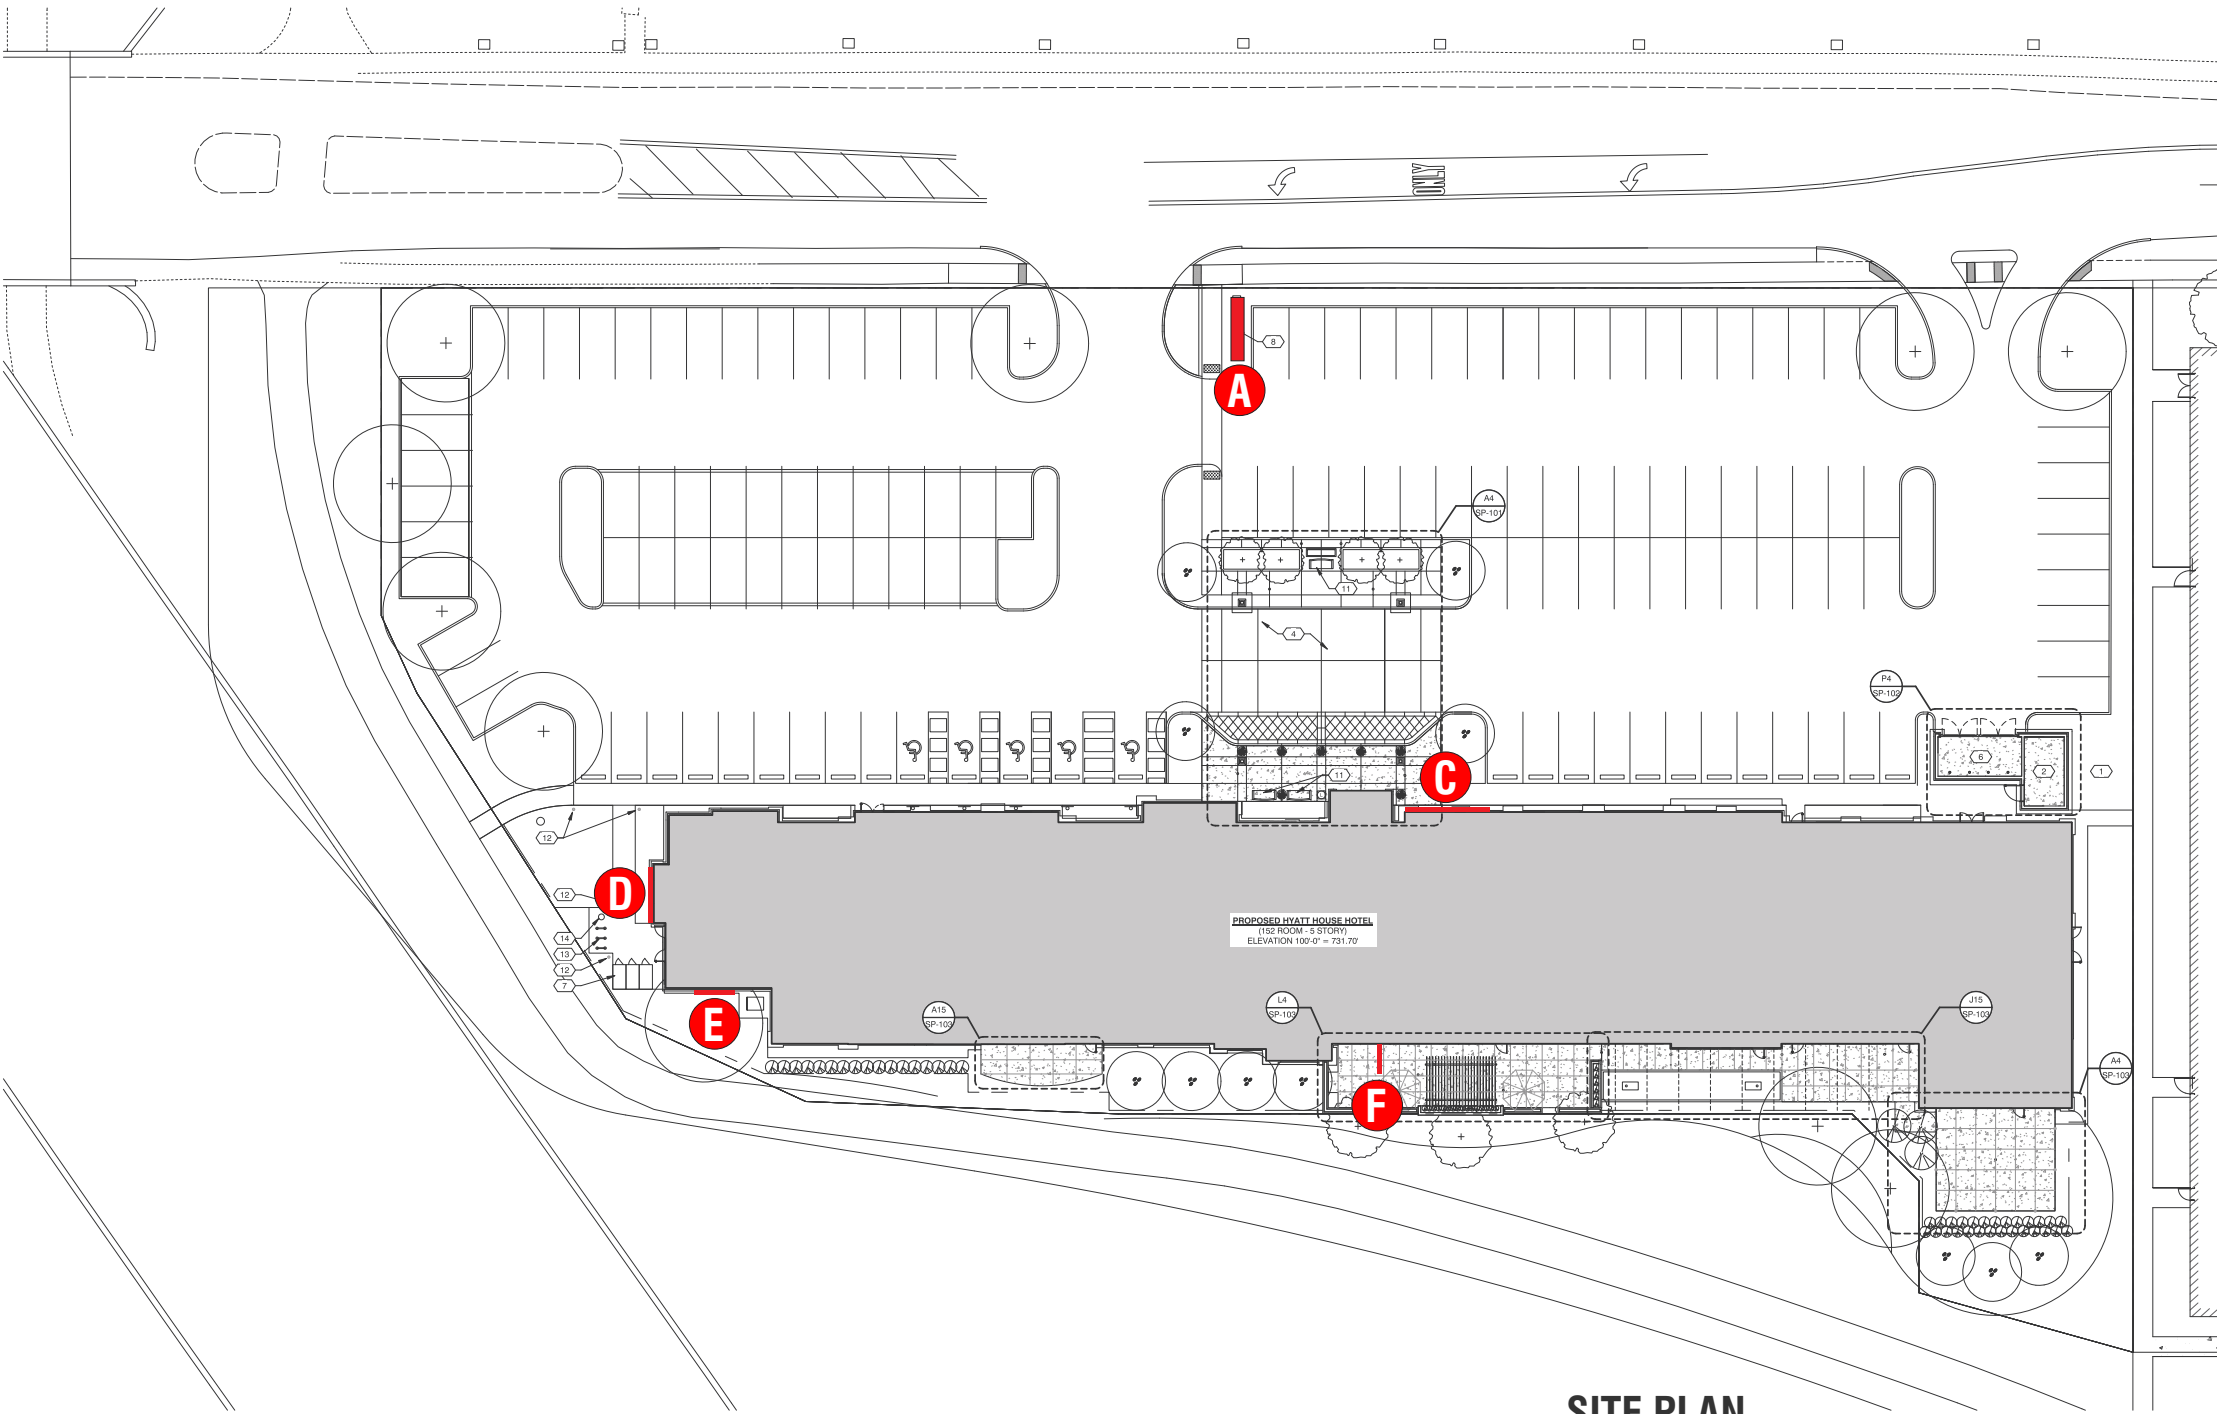 ONLY
8
A
A4
SP-101
11
4
P4
SP-102
6
2
1
11
C
12
12
D
14
13
12
7
PROPOSED HYATT HOUSE HOTEL
(152 ROOM - 5 STORY)
ELEVATION 100'-0" = 731.70'
E
A15
SP-103
L4
SP-103
J15
SP-103
A4
SP-103
F
SITE PLAN